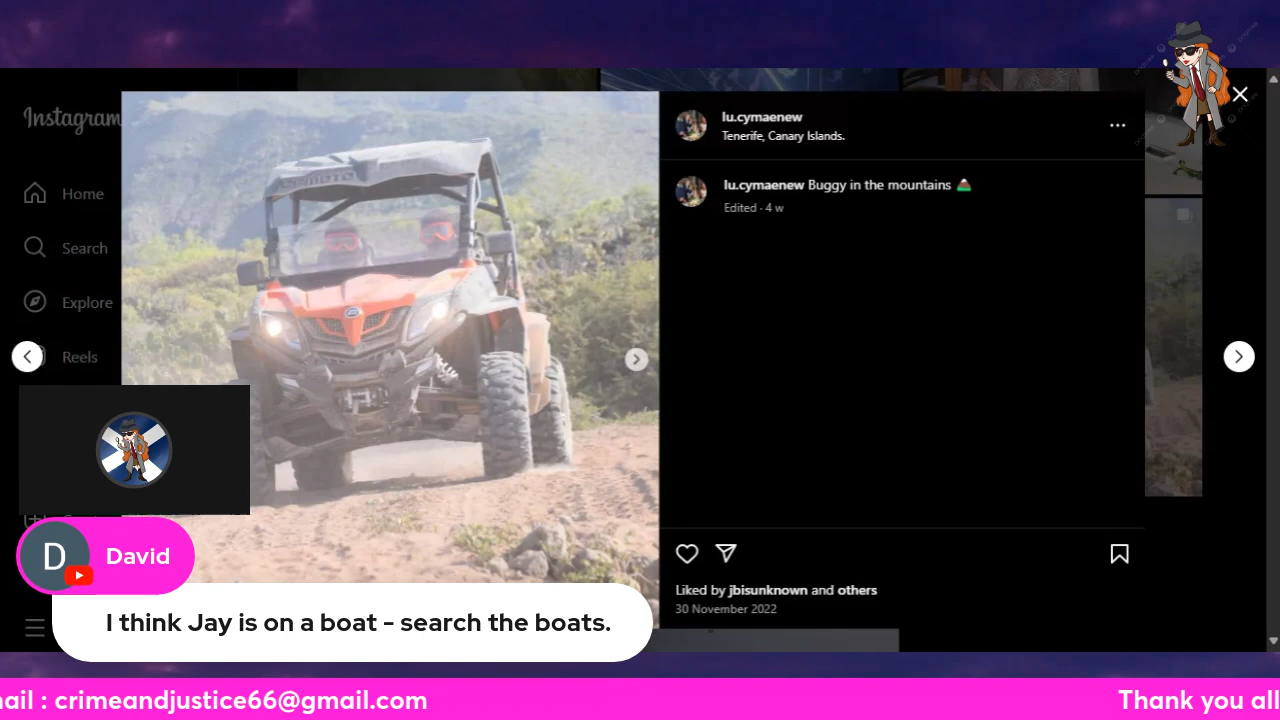 Instagram
Home
Search
Explore
Reels
lu.cymaenew
Tenerife, Canary Islands.
lu.cymaenew Buggy in the mountains
Edited · 4 w
Liked by jbisunknown and others
30 November 2022
D
David
I think Jay is on a boat - search the boats.
ail : crimeandjustice66@gmail.com
Thank you all